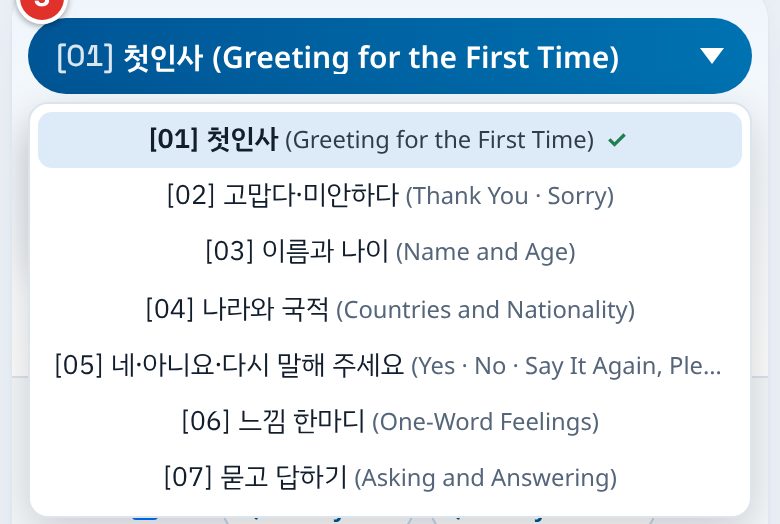 [01] 첫인사 (Greeting for the First Time)
[01] 첫인사 (Greeting for the First Time)
[02] 고맙다·미안하다 (Thank You · Sorry)
[03] 이름과 나이 (Name and Age)
[04] 나라와 국적 (Countries and Nationality)
[05] 네·아니요·다시 말해 주세요 (Yes · No · Say It Again, Ple...
[06] 느낌 한마디 (One-Word Feelings)
[07] 묻고 답하기 (Asking and Answering)